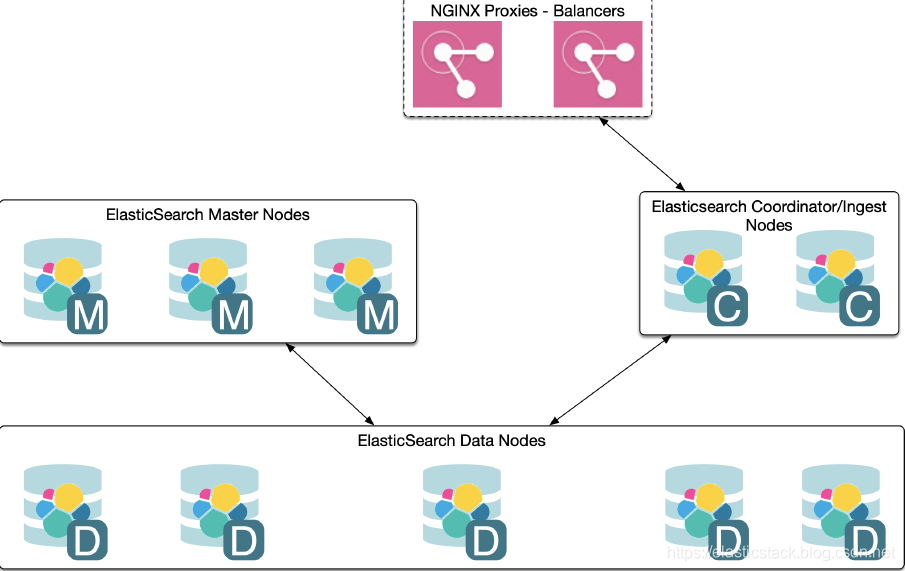 NGINX Proxies - Balancers
ElasticSearch Master Nodes
M
M
M
Elasticsearch Coordinator/Ingest
Nodes
C
C
ElasticSearch Data Nodes
D
D
D
D
D
https://elasticstack.blog.csdn.net